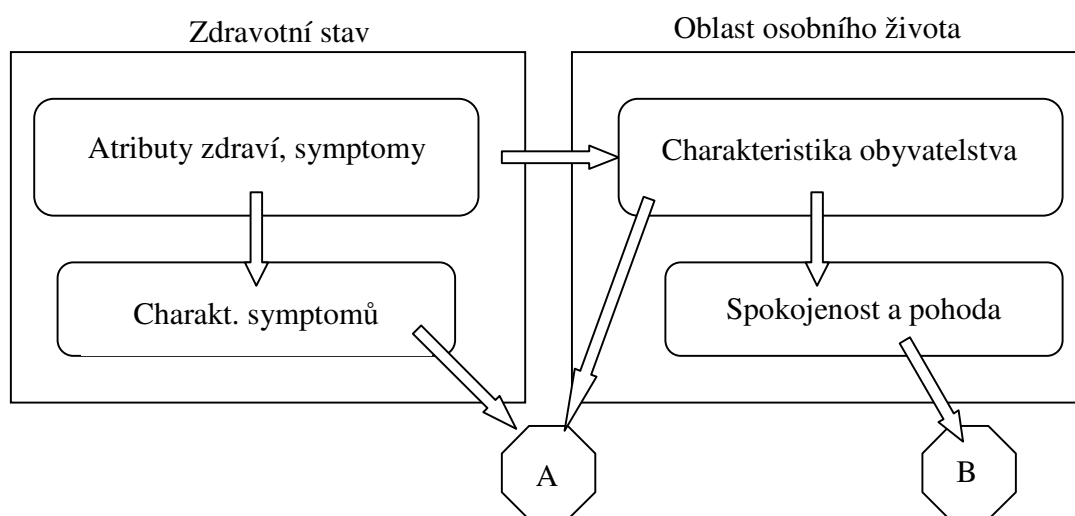 Zdravotní stav
Oblast osobního života
Atributy zdraví, symptomy
Charakteristika obyvatelstva
Charakt. symptomů
Spokojenost a pohoda
A
B